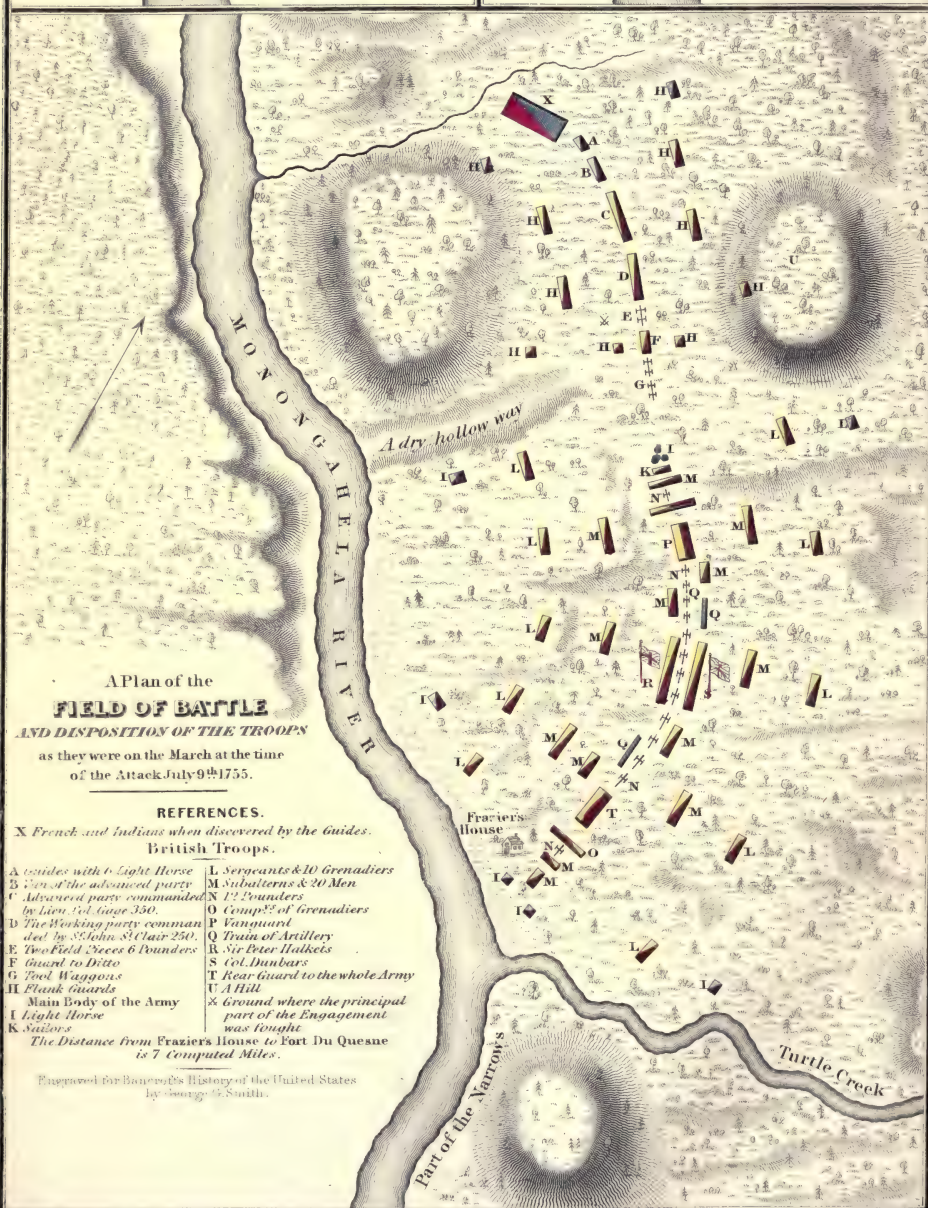 X
H
A
H
H
B
C
H
H
D
U
H
H
E
H
H
F
H
G
MONONGAHELA RIVER
A dry hollow way
L
L
I
I
L
K
M
N
L
M
P
M
L
N
M
Q
M
Q
L
M
R
S
M
L
I
L
M
M
Q
M
L
N
T
M
Frazier's
House
N
O
M
M
L
I
I
L
I
Turtle Creek
Part of the Narrow's
A Plan of the
FIELD OF BATTLE
AND DISPOSITION OF THE TROOPS
as they were on the March at the time
of the Attack July 9th 1755.
REFERENCES.
X French and Indians when discovered by the Guides.
British Troops.
A Guides with 6 Light Horse
B Van of the advanced party
C Advanced party commanded
by Lieu. Col. Gage 350.
D The Working party comman
ded by Sr. John St. Clair 250.
E Two Field Pieces 6 Pounders
F Guard to Ditto
G Tool Waggons
H Flank Guards
Main Body of the Army
I Light Horse
K Sailors
L Sergeants & 10 Grenadiers
M Subalterns & 20 Men
N 12 Pounders
O Compy. of Grenadiers
P Vanguard
Q Train of Artillery
R Sir Peter Halkets
S Col. Dunbars
T Rear Guard to the whole Army
U A Hill
Ground where the principal
part of the Engagement
was fought
The Distance from Frazier's House to Fort Du Quesne
is 7 Computed Miles.
Engraved for Bancroft's History of the United States
by George G. Smith.